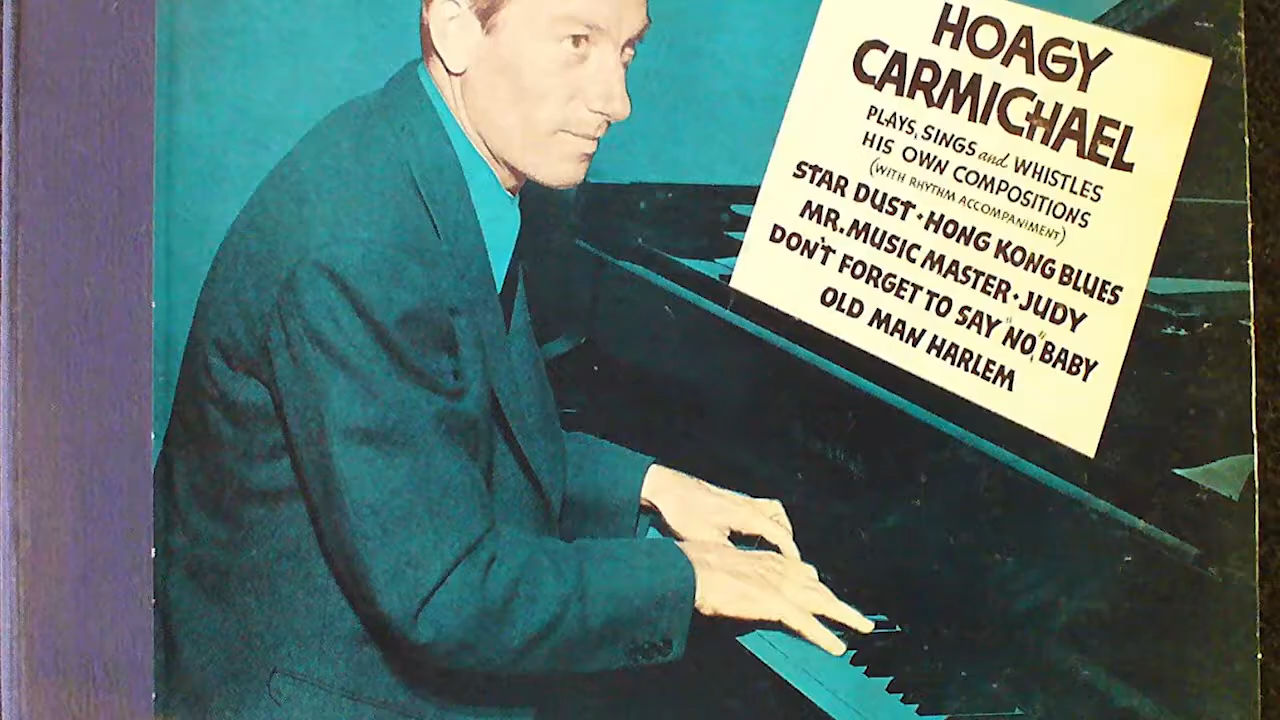 HOAGY
CARMICHAEL
PLAYS, SINGS and WHISTLES
HIS OWN COMPOSITIONS
(WITH RHYTHM ACCOMPANIMENT)
STAR DUST • HONG KONG BLUES
MR. MUSIC MASTER • JUDY
DON'T FORGET TO SAY "NO," BABY
OLD MAN HARLEM